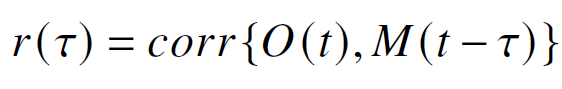 r(τ) = corr{O(t), M(t − τ)}